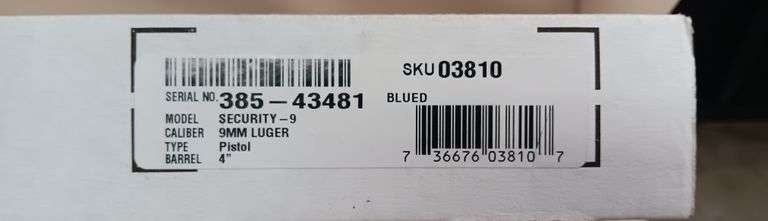 SKU 03810
SERIAL NO. 385-43481 BLUED
MODEL SECURITY-9
CALIBER 9MM LUGER
TYPE Pistol
BARREL 4"
7 36676 03810 7